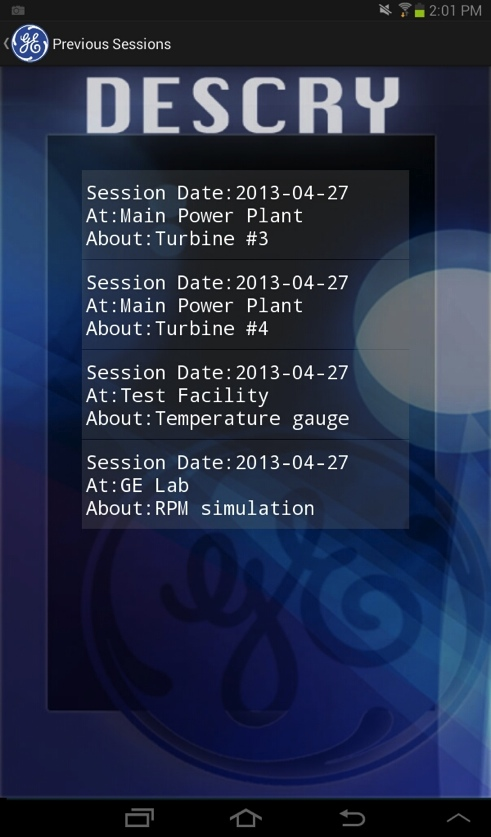 2:01 PM
Previous Sessions
DESCRY
Session Date:2013-04-27
At:Main Power Plant
About:Turbine #3
Session Date:2013-04-27
At:Main Power Plant
About:Turbine #4
Session Date:2013-04-27
At:Test Facility
About:Temperature gauge
Session Date:2013-04-27
At:GE Lab
About:RPM simulation